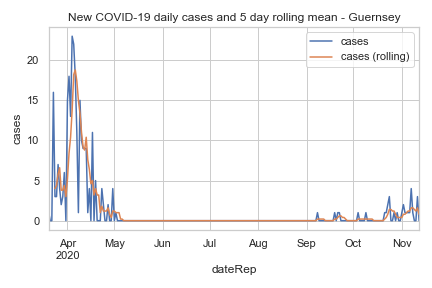 New COVID-19 daily cases and 5 day rolling mean - Guernsey
cases
cases (rolling)
20
15
10
5
0
cases
Apr
2020
May
Jun
Jul
Aug
Sep
Oct
Nov
dateRep